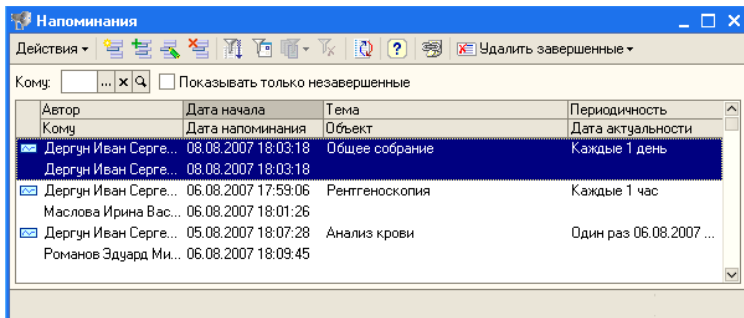 Напоминания
Действия Удалить завершенные
Кому: ... Показывать только незавершенные
Автор Дата начала Тема Периодичность
Кому Дата напоминания Объект Дата актуальности
Дергун Иван Серге... 08.08.2007 18:03:18 Общее собрание Каждые 1 день
Дергун Иван Серге... 08.08.2007 18:03:18
Дергун Иван Серге... 06.08.2007 17:59:06 Рентгеноскопия Каждые 1 час
Маслова Ирина Вас... 06.08.2007 18:01:26
Дергун Иван Серге... 05.08.2007 18:07:28 Анализ крови Один раз 06.08.2007 ...
Романов Эдуард Ми... 06.08.2007 18:09:45